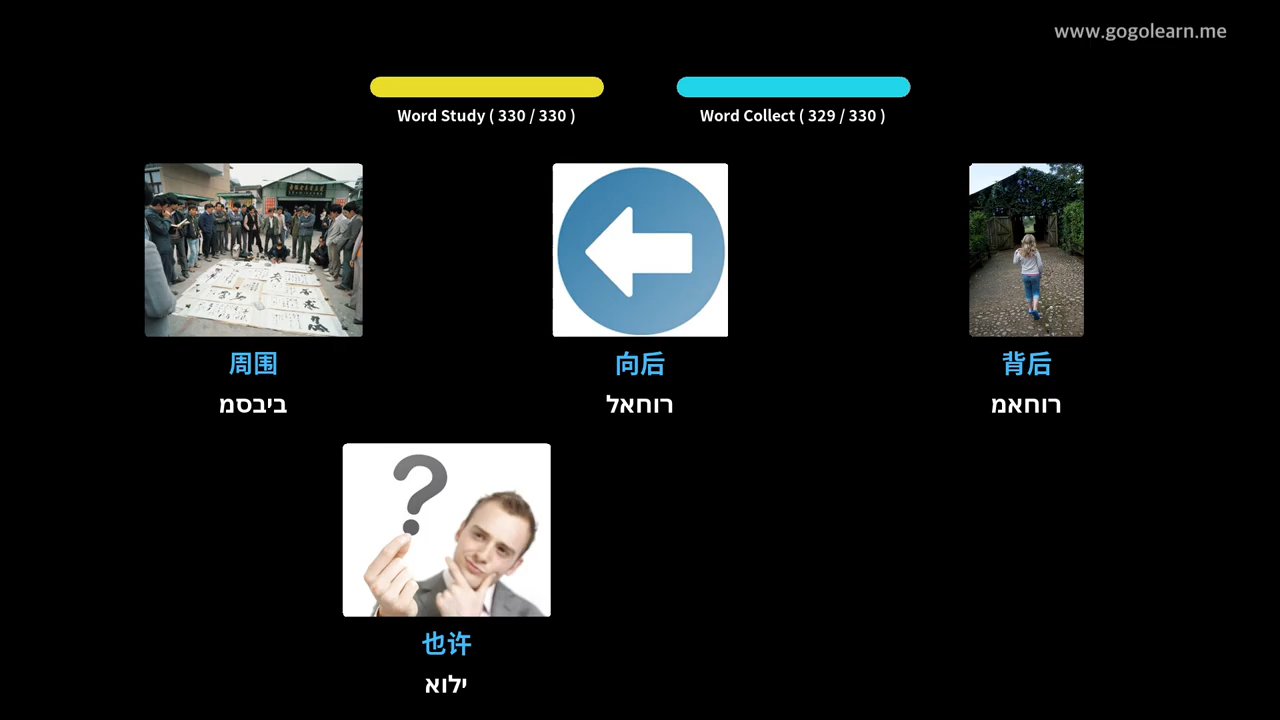 www.gogolearn.me
Word Study ( 330 / 330 )
Word Collect ( 329 / 330 )
周围
ביבסמ
向后
רוחאל
背后
רוחאמ
也许
ילוא